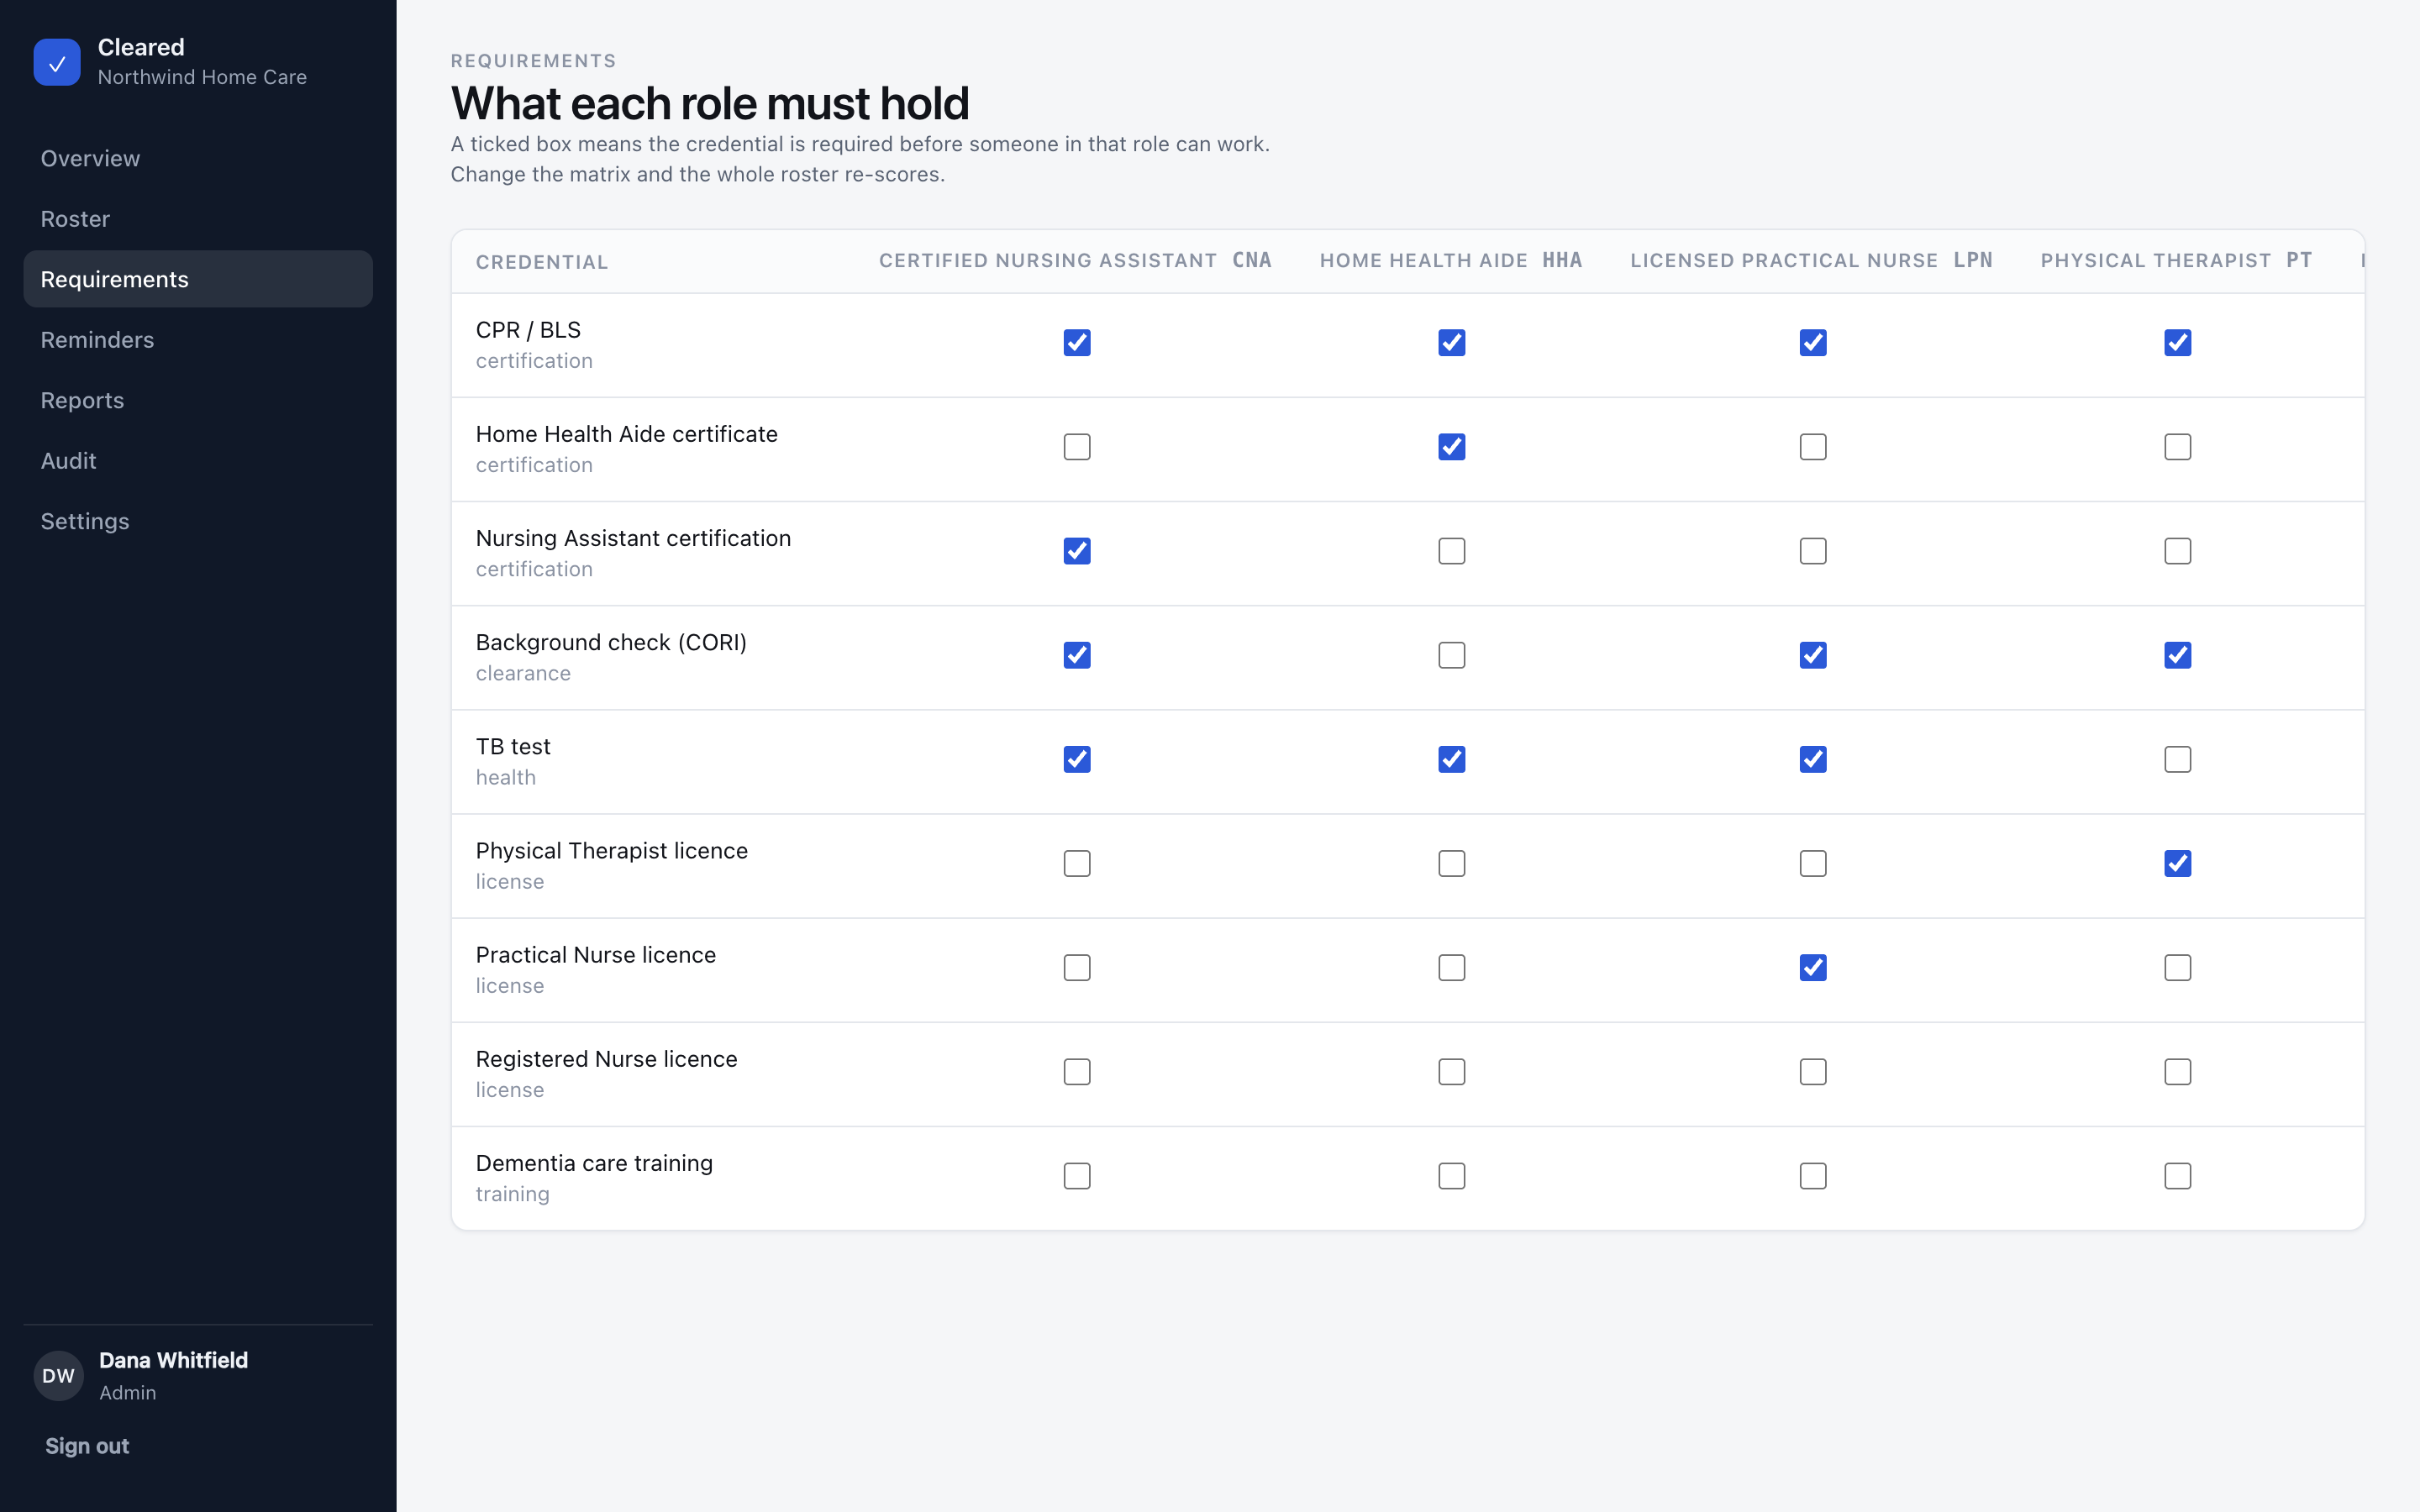 Cleared
Northwind Home Care
Overview
Roster
Requirements
Reminders
Reports
Audit
Settings
Dana Whitfield
DW
Admin
Sign out
REQUIREMENTS
What each role must hold
A ticked box means the credential is required before someone in that role can work.
Change the matrix and the whole roster re-scores.
CREDENTIAL CERTIFIED NURSING ASSISTANT CNA HOME HEALTH AIDE HHA LICENSED PRACTICAL NURSE LPN PHYSICAL THERAPIST PT
CPR / BLS
certification
Home Health Aide certificate
certification
Nursing Assistant certification
certification
Background check (CORI)
clearance
TB test
health
Physical Therapist licence
license
Practical Nurse licence
license
Registered Nurse licence
license
Dementia care training
training